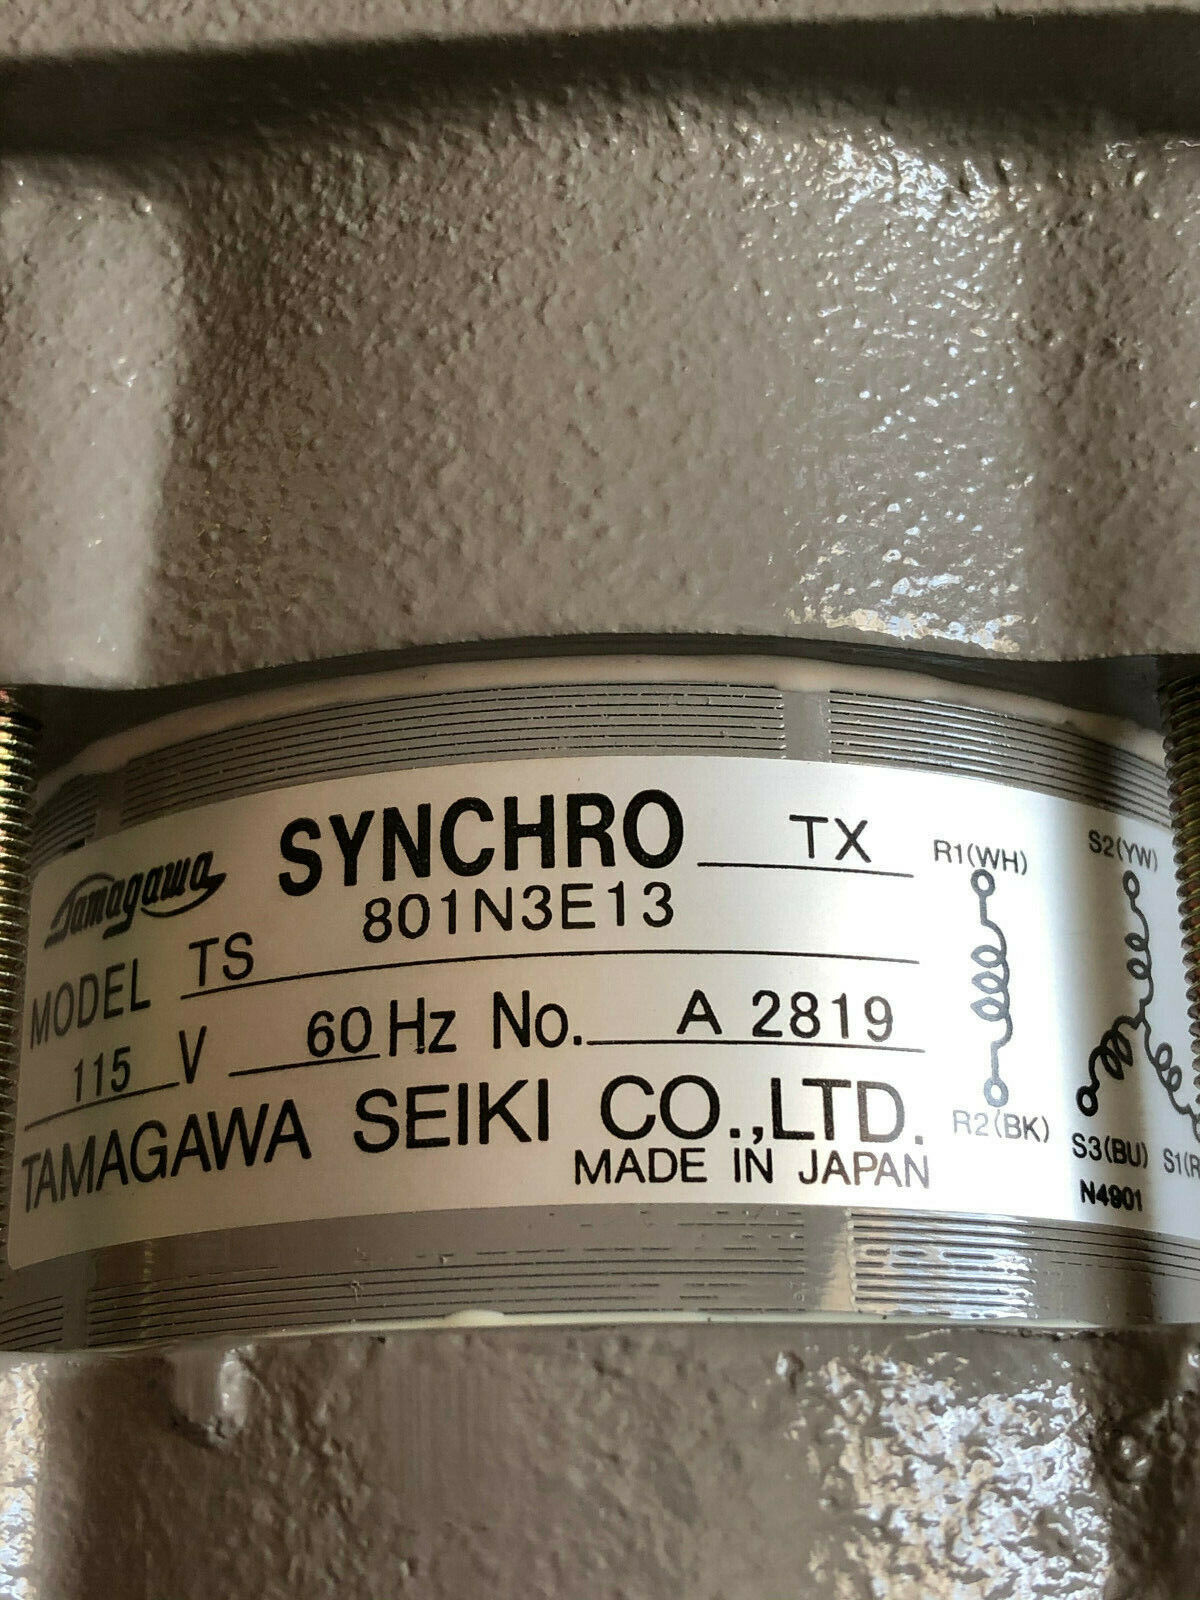 Tamagawa SYNCHRO TX
MODEL TS 801N3E13
115 V 60 Hz No. A 2819
TAMAGAWA SEIKI CO.,LTD.
MADE IN JAPAN
R1(WH)
R2(BK)
S2(YW)
S3(BU) S1(R
N4901